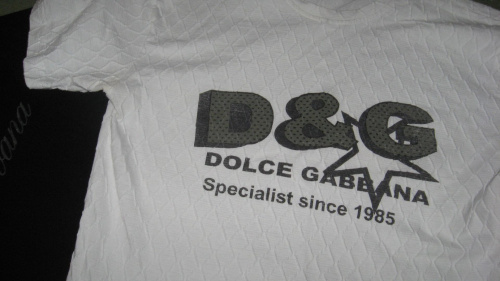 D&G
DOLCE GABBANA
Specialist since 1985